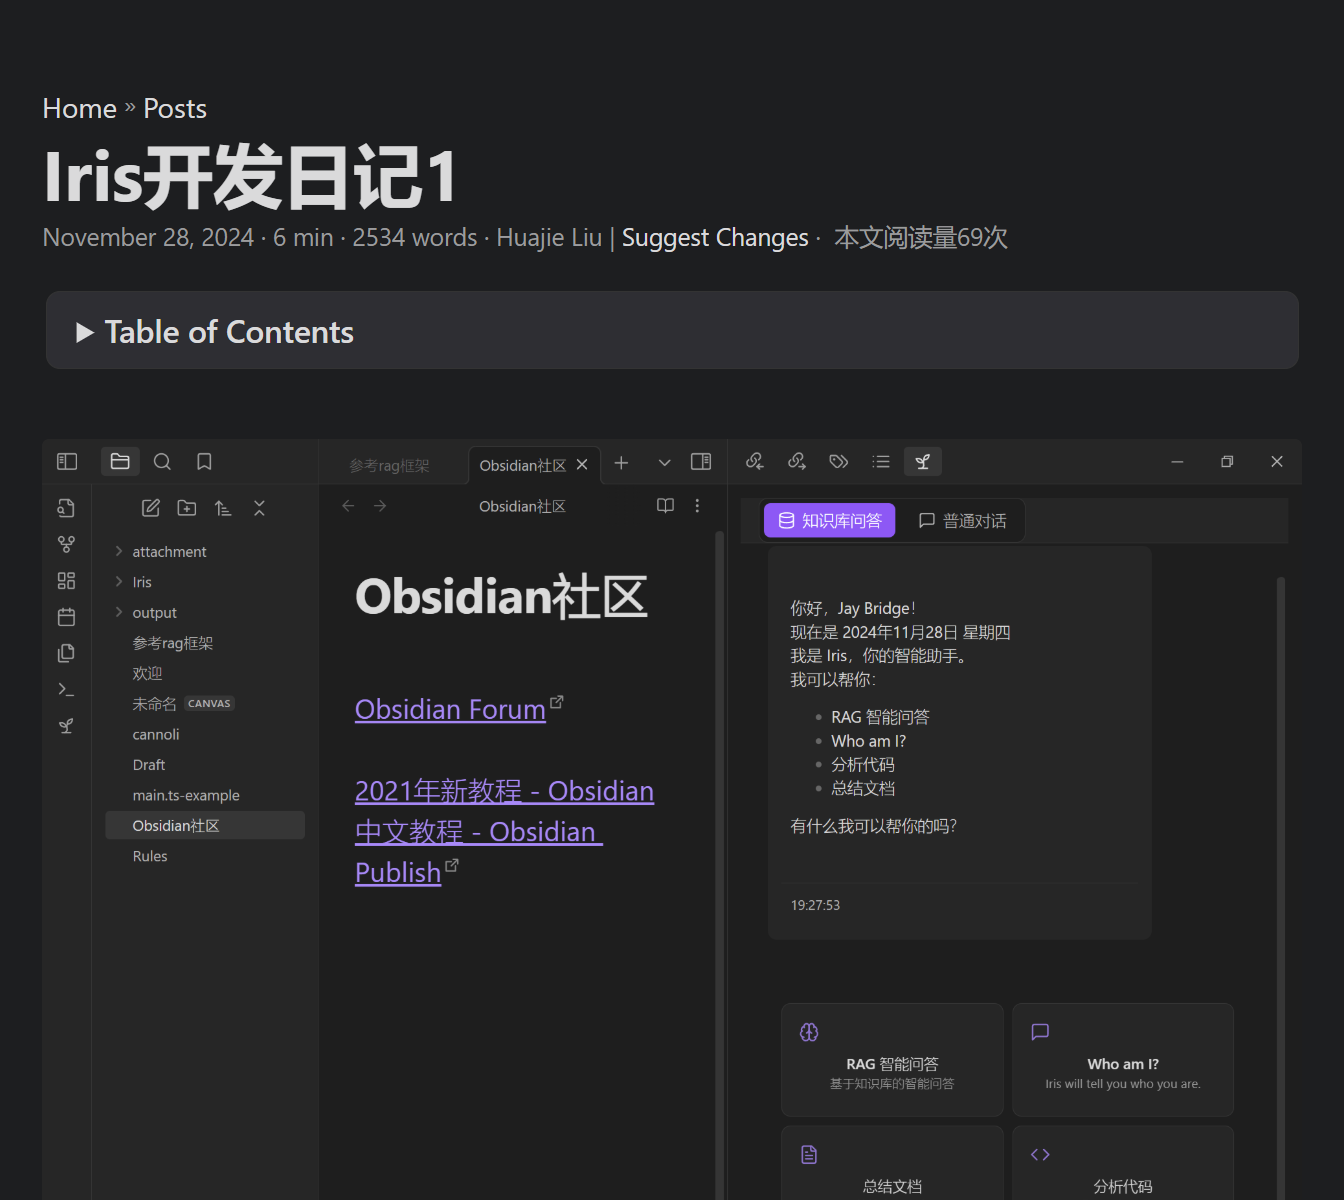 Home » Posts
Iris开发日记1
November 28, 2024 · 6 min · 2534 words · Huajie Liu | Suggest Changes · 本文阅读量69次
Table of Contents
参考rag框架
Obsidian社区
Obsidian社区
attachment
Iris
output
参考rag框架
欢迎
未命名 CANVAS
cannoli
Draft
main.ts-example
Obsidian社区
Rules
Obsidian社区
Obsidian Forum
2021年新教程 - Obsidian
中文教程 - Obsidian
Publish
知识库问答
普通对话
你好，Jay Bridge！
现在是 2024年11月28日 星期四
我是 Iris，你的智能助手。
我可以帮你：
RAG 智能问答
Who am I?
分析代码
总结文档
有什么我可以帮你的吗？
19:27:53
RAG 智能问答
基于知识库的智能问答
Who am I?
Iris will tell you who you are.
总结文档
分析代码